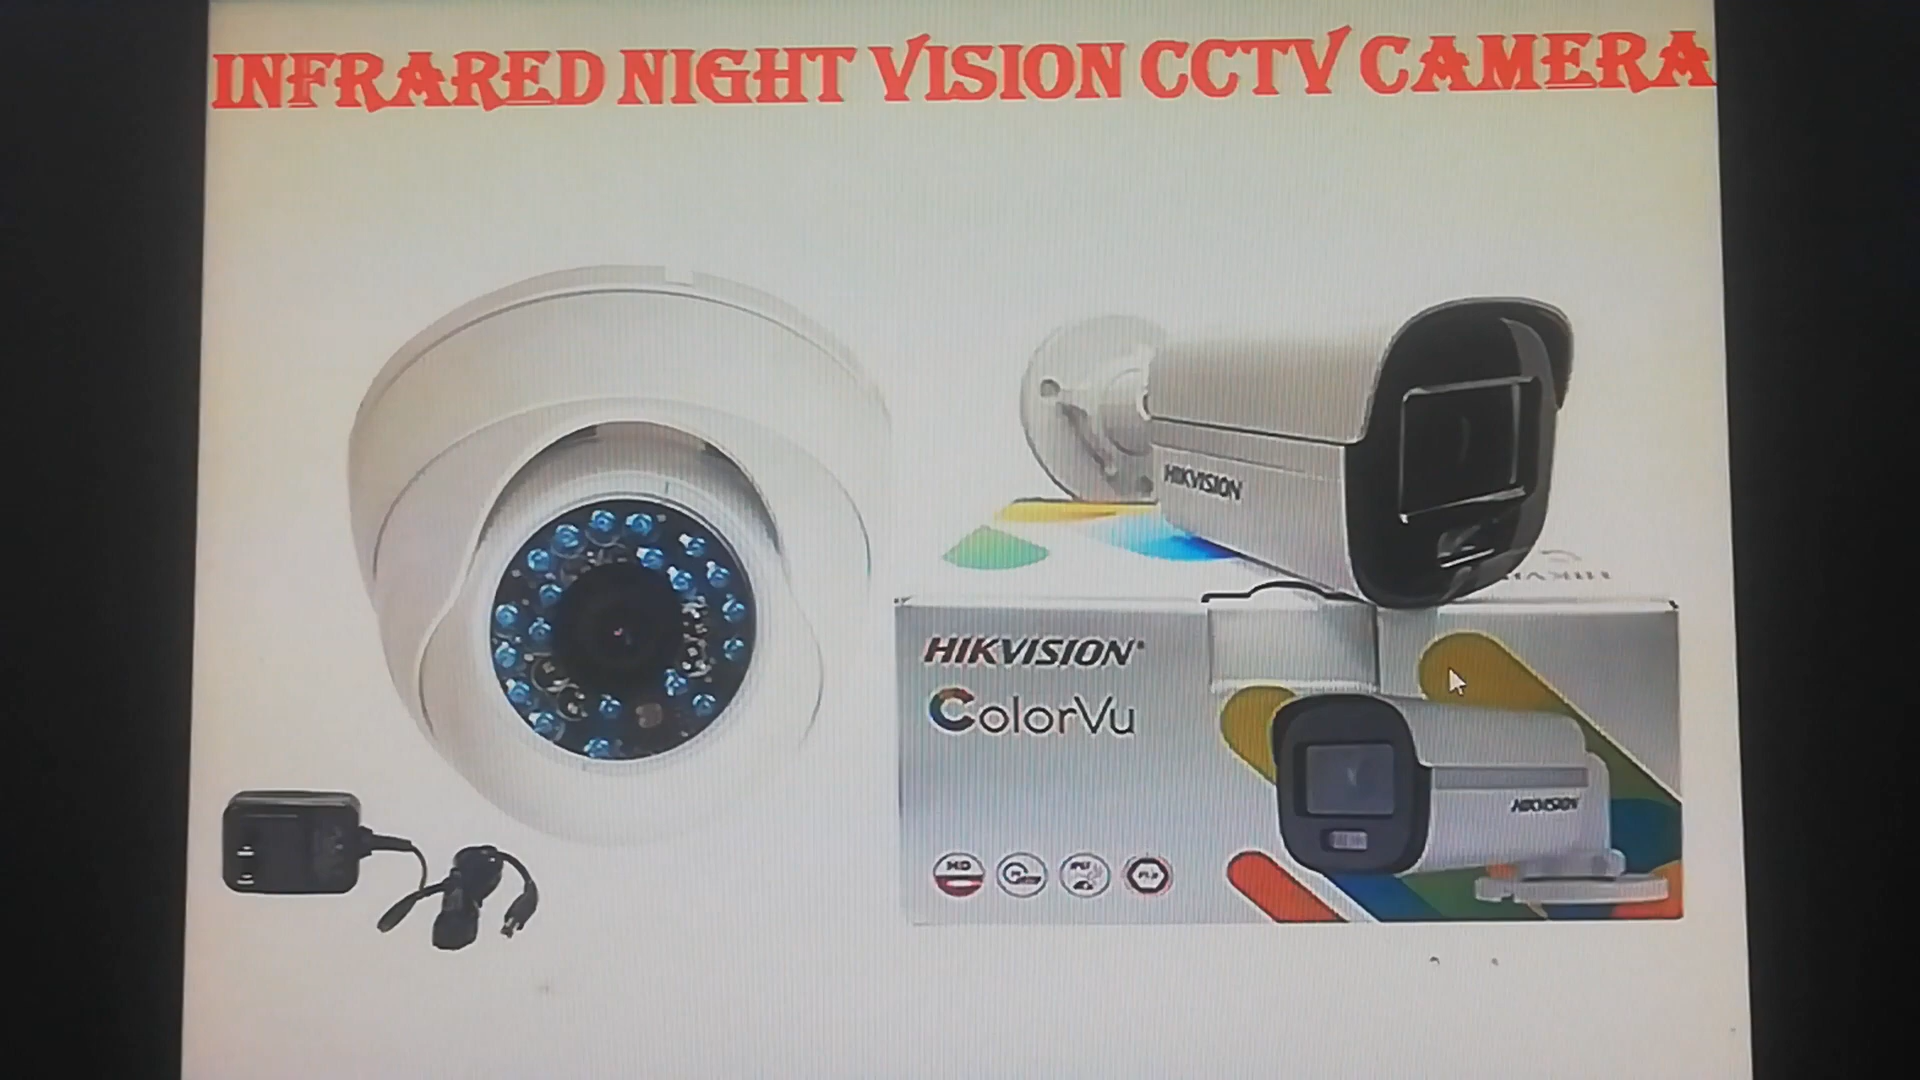 INFRARED NIGHT VISION CCTV CAMERA
HIKVISION
HIKVISION®
ColorVu
HIKVISION